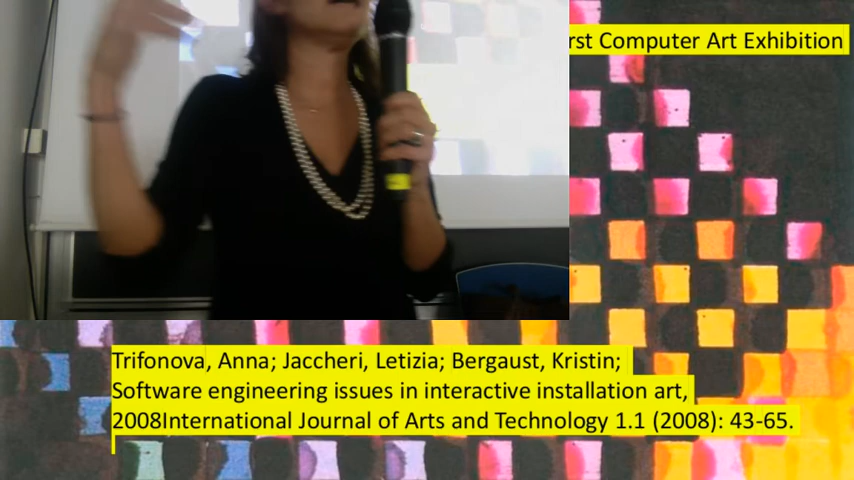 rst Computer Art Exhibition
Trifonova, Anna; Jaccheri, Letizia; Bergaust, Kristin;
Software engineering issues in interactive installation art,
2008International Journal of Arts and Technology 1.1 (2008): 43-65.